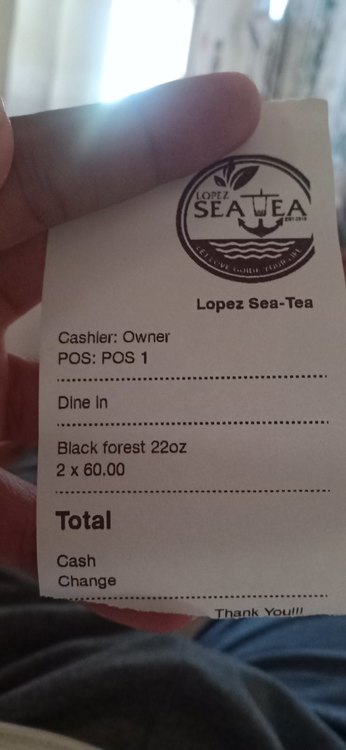 LOPEZ
SEA TEA
Lopez Sea-Tea
Cashier: Owner
POS: POS 1
Dine in
Black forest 22oz
2 x 60.00
Total
Cash
Change
Thank You!!!